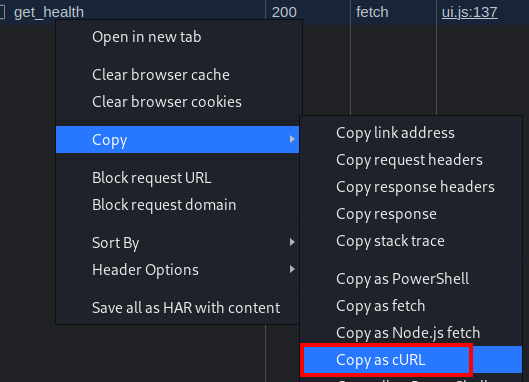 get_health 200 fetch ui.js:137
Open in new tab
Clear browser cache
Clear browser cookies
Copy
Block request URL
Block request domain
Sort By
Header Options
Save all as HAR with content
Copy link address
Copy request headers
Copy response headers
Copy response
Copy stack trace
Copy as PowerShell
Copy as fetch
Copy as Node.js fetch
Copy as cURL